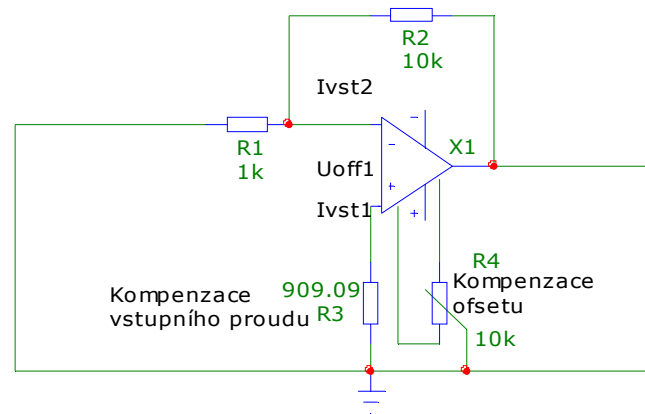 R2
10k
Ivst2
R1
1k
X1
Uoff1
Ivst1
R4
Kompenzace
ofsetu
10k
909.09
R3
Kompenzace
vstupního proudu